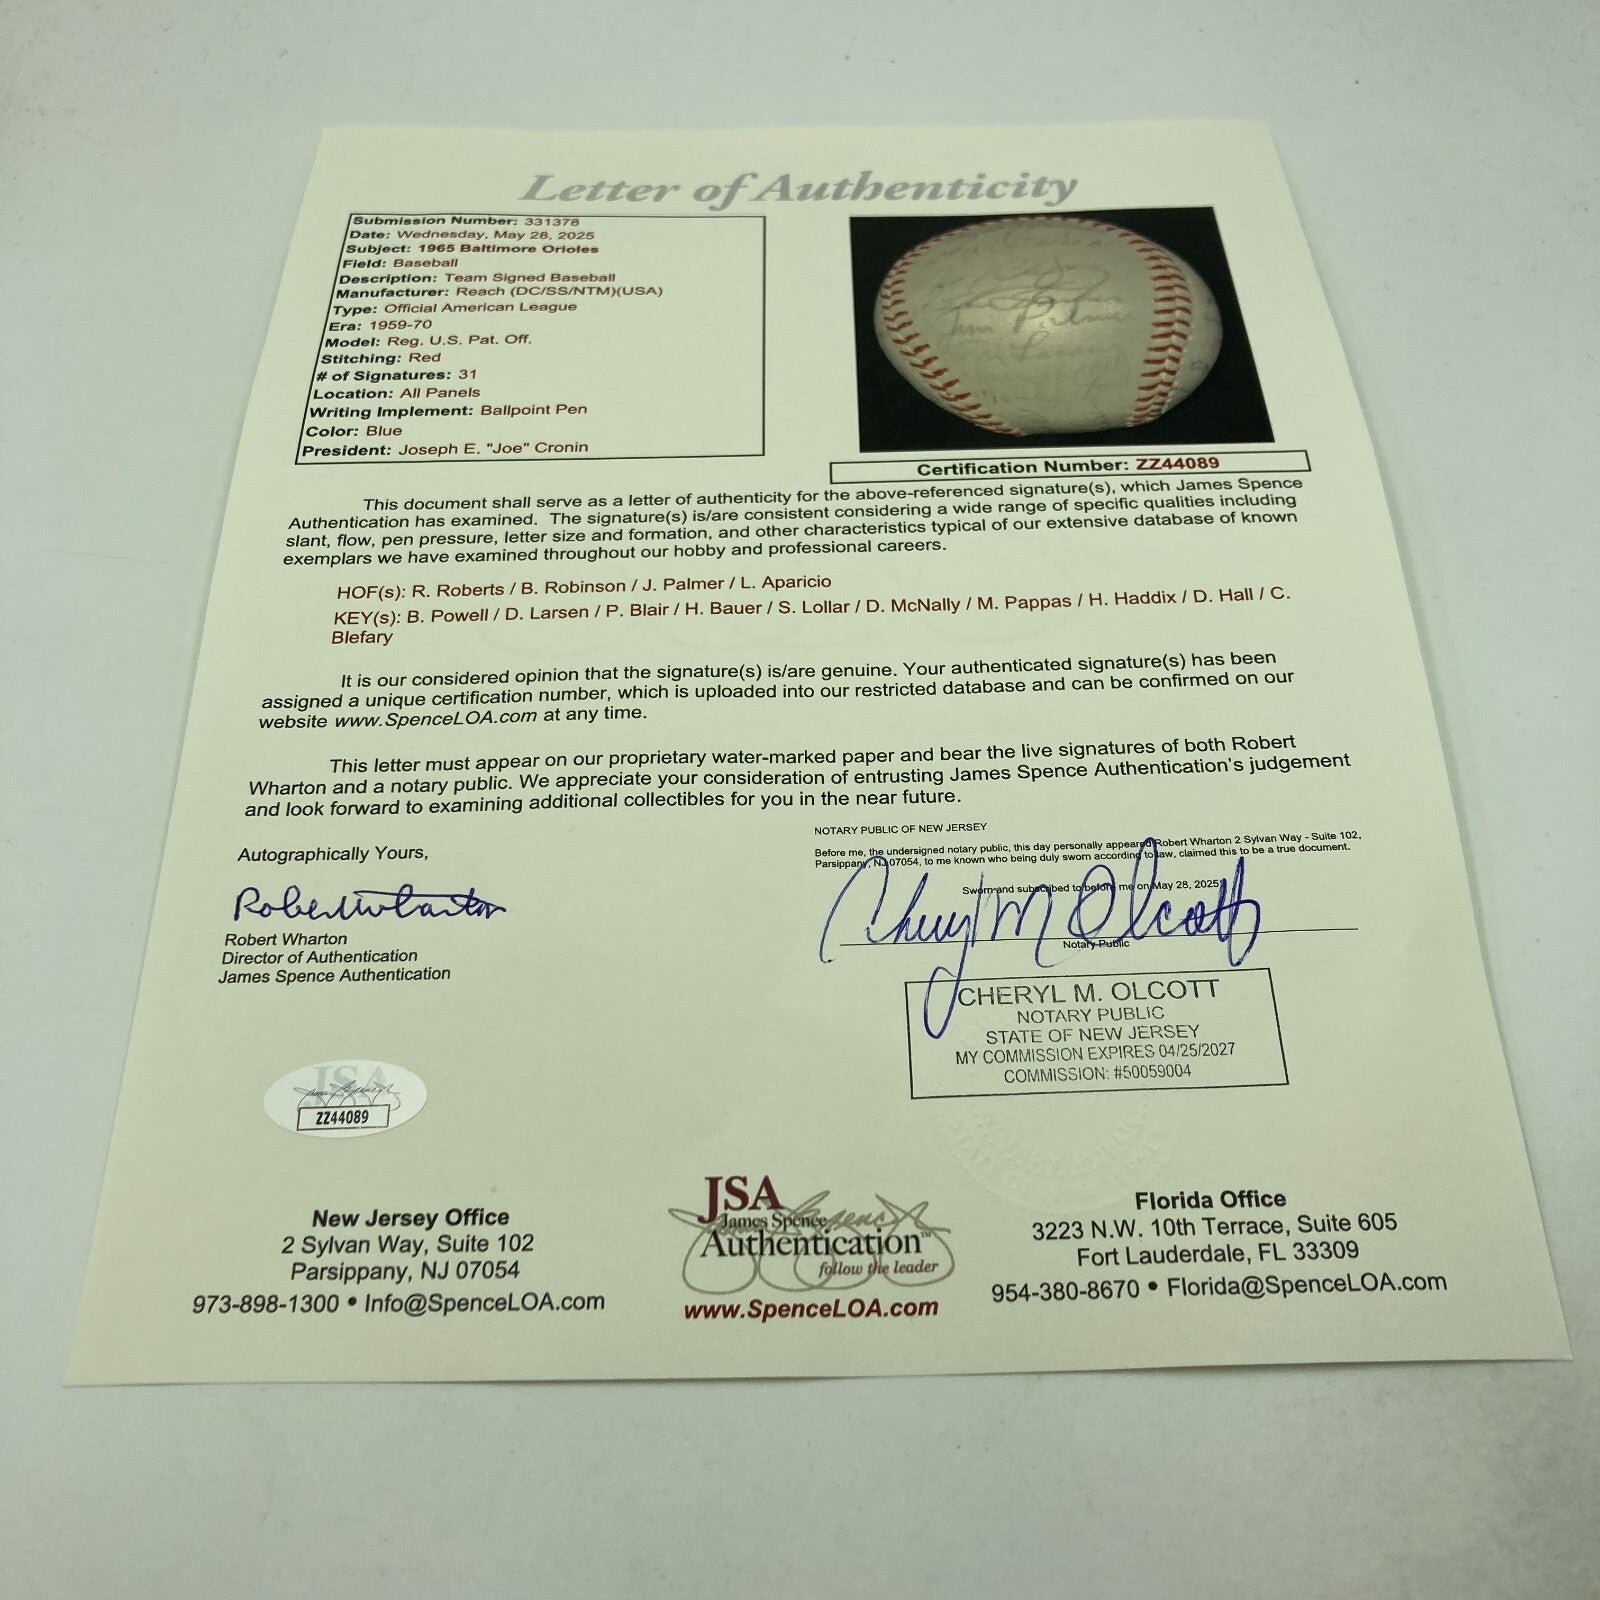 Letter of Authenticity
Submission Number: 331378
Date: Wednesday, May 28, 2025
Subject: 1965 Baltimore Orioles
Field: Baseball
Description: Team Signed Baseball
Manufacturer: Reach (DC/SS/NTM)(USA)
Type: Official American League
Era: 1959-70
Model: Reg. U.S. Pat. Off.
Stitching: Red
# of Signatures: 31
Location: All Panels
Writing Implement: Ballpoint Pen
Color: Blue
President: Joseph E. "Joe" Cronin
Jim Palmer
Certification Number: ZZ44089
This document shall serve as a letter of authenticity for the above-referenced signature(s), which James Spence
Authentication has examined. The signature(s) is/are consistent considering a wide range of specific qualities including
slant, flow, pen pressure, letter size and formation, and other characteristics typical of our extensive database of known
exemplars we have examined throughout our hobby and professional careers.
HOF(s): R. Roberts / B. Robinson / J. Palmer / L. Aparicio
KEY(s): B. Powell / D. Larsen / P. Blair / H. Bauer / S. Lollar / D. McNally / M. Pappas / H. Haddix / D. Hall / C.
Blefary
It is our considered opinion that the signature(s) is/are genuine. Your authenticated signature(s) has been
assigned a unique certification number, which is uploaded into our restricted database and can be confirmed on our
website www.SpenceLOA.com at any time.
This letter must appear on our proprietary water-marked paper and bear the live signatures of both Robert
Wharton and a notary public. We appreciate your consideration of entrusting James Spence Authentication's judgement
and look forward to examining additional collectibles for you in the near future.
Autographically Yours,
Robert Wharton
Robert Wharton
Director of Authentication
James Spence Authentication
NOTARY PUBLIC OF NEW JERSEY
Before me, the undersigned notary public, this day personally appeared Robert Wharton 2 Sylvan Way - Suite 102,
Parsippany, NJ 07054, to me known who being duly sworn according to law, claimed this to be a true document.
Sworn and subscribed to before me on May 28, 2025
Cheryl M Olcott
Notary Public
CHERYL M. OLCOTT
NOTARY PUBLIC
STATE OF NEW JERSEY
MY COMMISSION EXPIRES 04/25/2027
COMMISSION: #50059004
JSA
ZZ44089
New Jersey Office
2 Sylvan Way, Suite 102
Parsippany, NJ 07054
973-898-1300 • Info@SpenceLOA.com
JSA
James Spence
Authentication™
follow the leader
www.SpenceLOA.com
Florida Office
3223 N.W. 10th Terrace, Suite 605
Fort Lauderdale, FL 33309
954-380-8670 • Florida@SpenceLOA.com